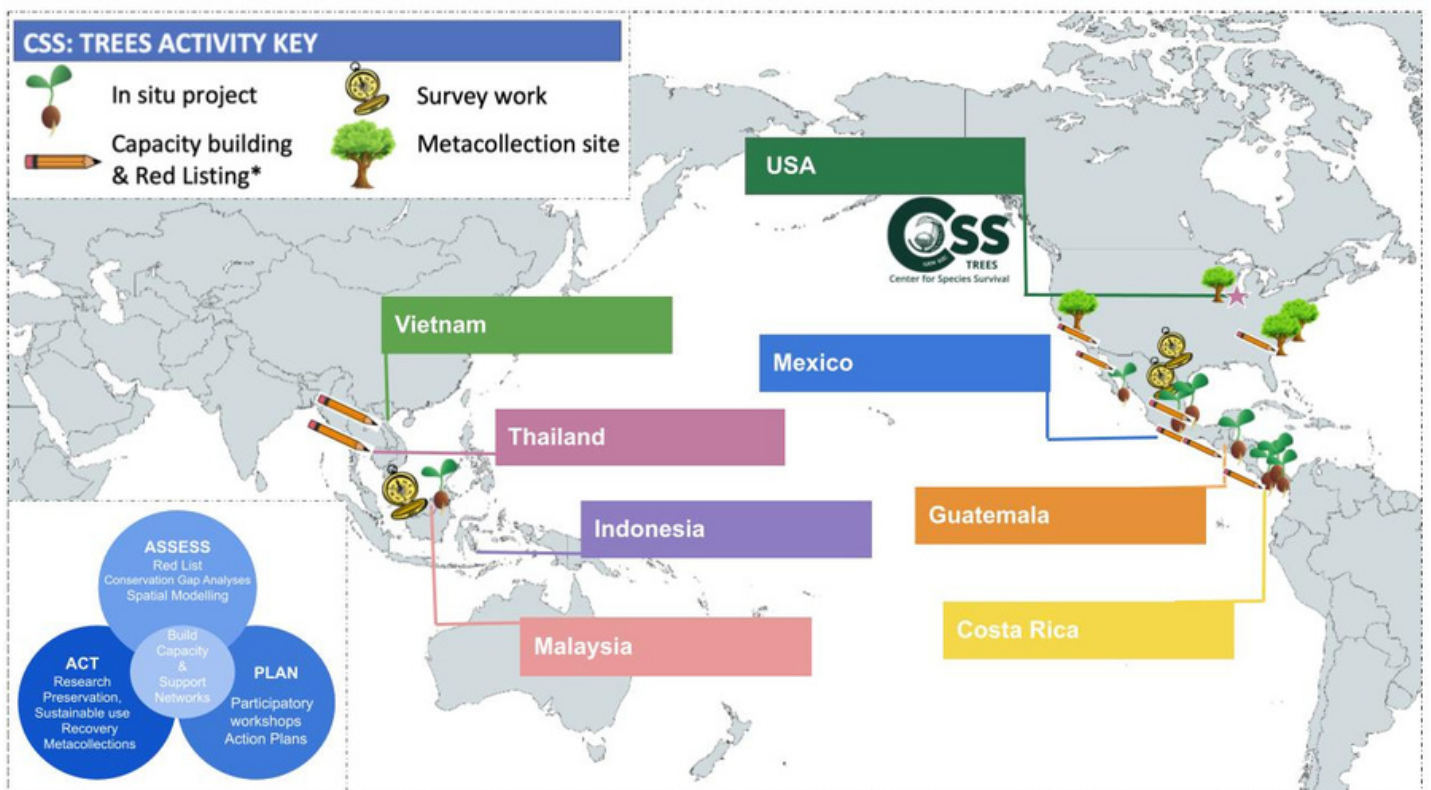 CSS: TREES ACTIVITY KEY
In situ project
Survey work
Capacity building
& Red Listing*
Metacollection site
USA
CSS
TREES
Center for Species Survival
Vietnam
Mexico
Thailand
Guatemala
Indonesia
Costa Rica
Malaysia
ASSESS
Red List
Conservation Gap Analyses
Spatial Modelling
Build
Capacity
&
Support
Networks
ACT
Research
Preservation,
Sustainable use
Recovery
Metacollections
PLAN
Participatory
workshops
Action Plans